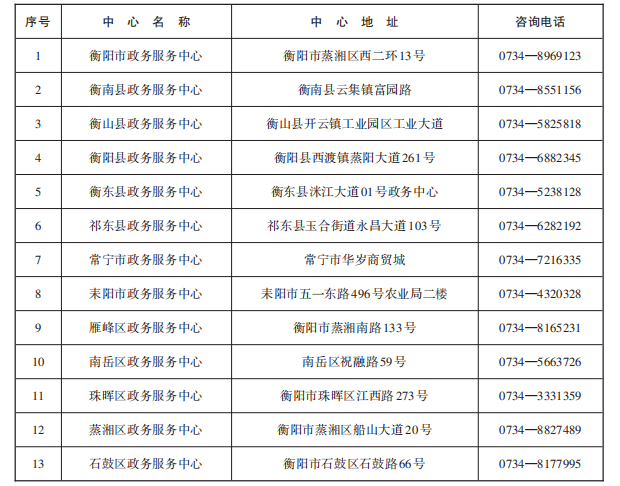 序号 中心名称 中心地址 咨询电话
1 衡阳市政务服务中心 衡阳市蒸湘区西二环13号 0734—8969123
2 衡南县政务服务中心 衡南县云集镇富园路 0734—8551156
3 衡山县政务服务中心 衡山县开云镇工业园区工业大道 0734—5825818
4 衡阳县政务服务中心 衡阳县西渡镇蒸阳大道261号 0734—6882345
5 衡东县政务服务中心 衡东县洣江大道01号政务中心 0734—5238128
6 祁东县政务服务中心 祁东县玉合街道永昌大道103号 0734—6282192
7 常宁市政务服务中心 常宁市华岁商贸城 0734—7216335
8 耒阳市政务服务中心 耒阳市五一东路496号农业局二楼 0734—4320328
9 雁峰区政务服务中心 衡阳市蒸湘南路133号 0734—8165231
10 南岳区政务服务中心 南岳区祝融路59号 0734—5663726
11 珠晖区政务服务中心 衡阳市珠晖区江西路273号 0734—3331359
12 蒸湘区政务服务中心 衡阳市蒸湘区船山大道20号 0734—8827489
13 石鼓区政务服务中心 衡阳市石鼓区石鼓路66号 0734—8177995